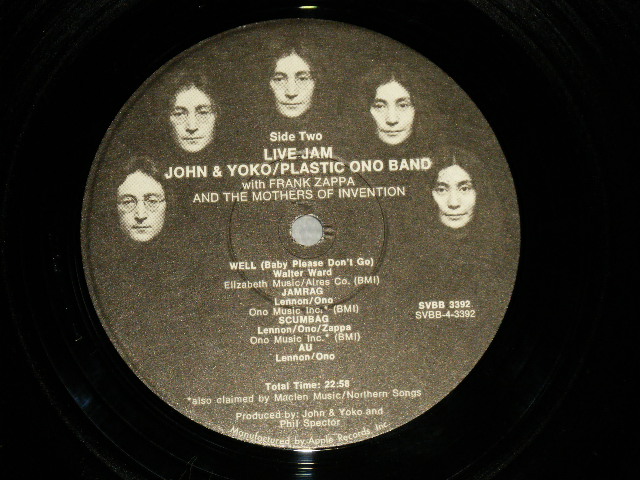 Side Two
LIVE JAM
JOHN & YOKO/PLASTIC ONO BAND
with FRANK ZAPPA
AND THE MOTHERS OF INVENTION
WELL (Baby Please Don't Go)
Walter Ward
Elizabeth Music/Aires Co. (BMI)
JAMRAG
Lennon/Ono
Ono Music Inc.* (BMI)
SCUMBAG
Lennon/Ono/Zappa
Ono Music Inc.* (BMI)
AU
Lennon/Ono
SVBB 3392
SVBB-4-3392
Total Time: 22:58
*also claimed by Maclen Music/Northern Songs
Produced by: John & Yoko and
Phil Spector
Manufactured by Apple Records Inc.